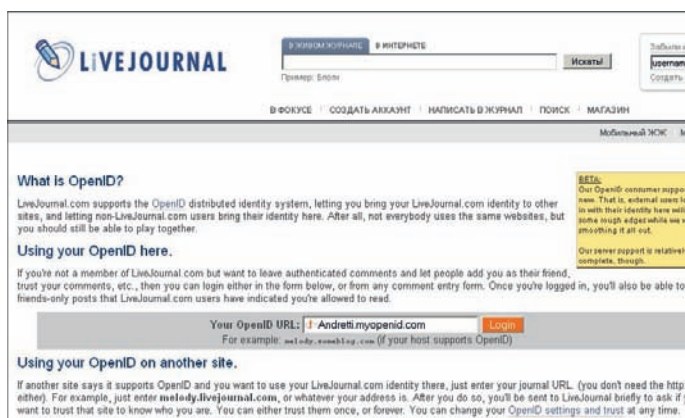 LiVEJOURNAL
В ЖИВОМ ЖУРНАЛЕ В ИНТЕРНЕТЕ
Искать!
Пример: Блоги
Забыли
usernam
Создать
В ФОКУСЕ СОЗДАТЬ АККАУНТ НАПИСАТЬ В ЖУРНАЛ ПОИСК МАГАЗИН
Мобильный ЖЖ
What is OpenID?
LiveJournal.com supports the OpenID distributed identity system, letting you bring your LiveJournal.com identity to other
sites, and letting non-LiveJournal.com users bring their identity here. After all, not everybody uses the same websites, but
you should still be able to play together.
BETA:
Our OpenID consumer suppo
new. That is, external users lo
in with their identity here will
some rough edges while we w
smoothing it all out.
Our server support is relativel
complete, though.
Using your OpenID here.
If you're not a member of LiveJournal.com but want to leave authenticated comments and let people add you as their friend,
trust your comments, etc., then you can login either in the form below, or from any comment entry form. Once you're logged in, you'll also be able to
friends-only posts that LiveJournal.com users have indicated you're allowed to read.
Your OpenID URL: Andretti.myopenid.com Login
For example: melody.someblog.com (if your host supports OpenID)
Using your OpenID on another site.
If another site says it supports OpenID and you want to use your LiveJournal.com identity there, just enter your journal URL. (you don't need the http
either). For example, just enter melody.livejournal.com, or whatever your address is. After you do so, you'll be sent to LiveJournal briefly to ask if y
want to trust that site to know who you are. You can either trust them once, or forever. You can change your OpenID settings and trust at any time.